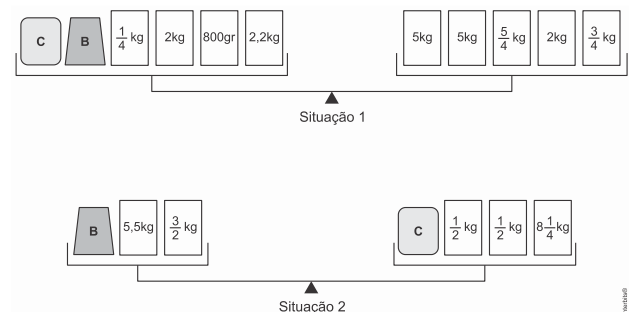 C B 1/4 kg 2kg 800gr 2,2kg 5kg 5kg 5/4 kg 2kg 3/4 kg
Situação 1
B 5,5kg 3/2 kg C 1/2 kg 1/2 kg 8 1/4 kg
Situação 2